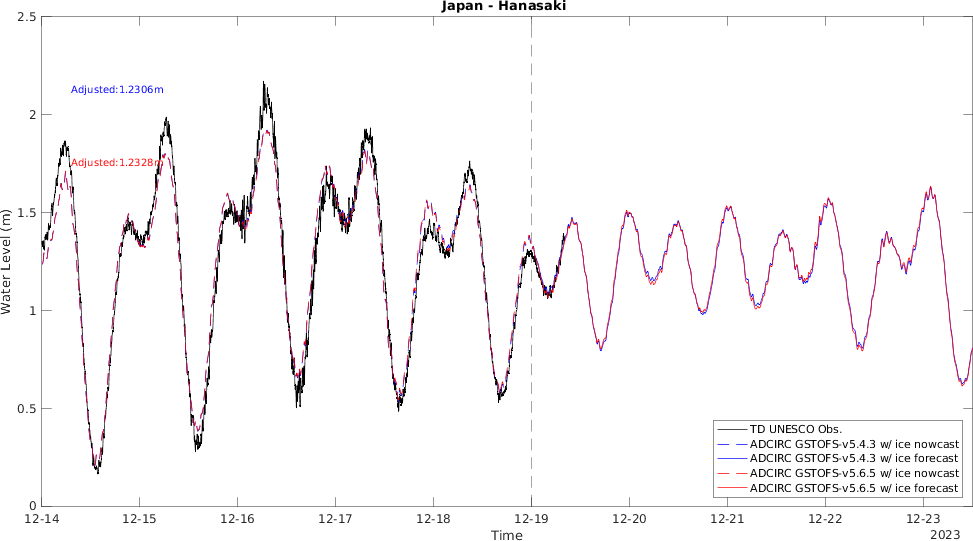 Japan - Hanasaki
2.5
2
1.5
1
0.5
0
Water Level (m)
Adjusted:1.2306m
Adjusted:1.2328m
TD UNESCO Obs.
ADCIRC GSTOFS-v5.4.3 w/ ice nowcast
ADCIRC GSTOFS-v5.4.3 w/ ice forecast
ADCIRC GSTOFS-v5.6.5 w/ ice nowcast
ADCIRC GSTOFS-v5.6.5 w/ ice forecast
12-14 12-15 12-16 12-17 12-18 12-19 12-20 12-21 12-22 12-23
Time
2023